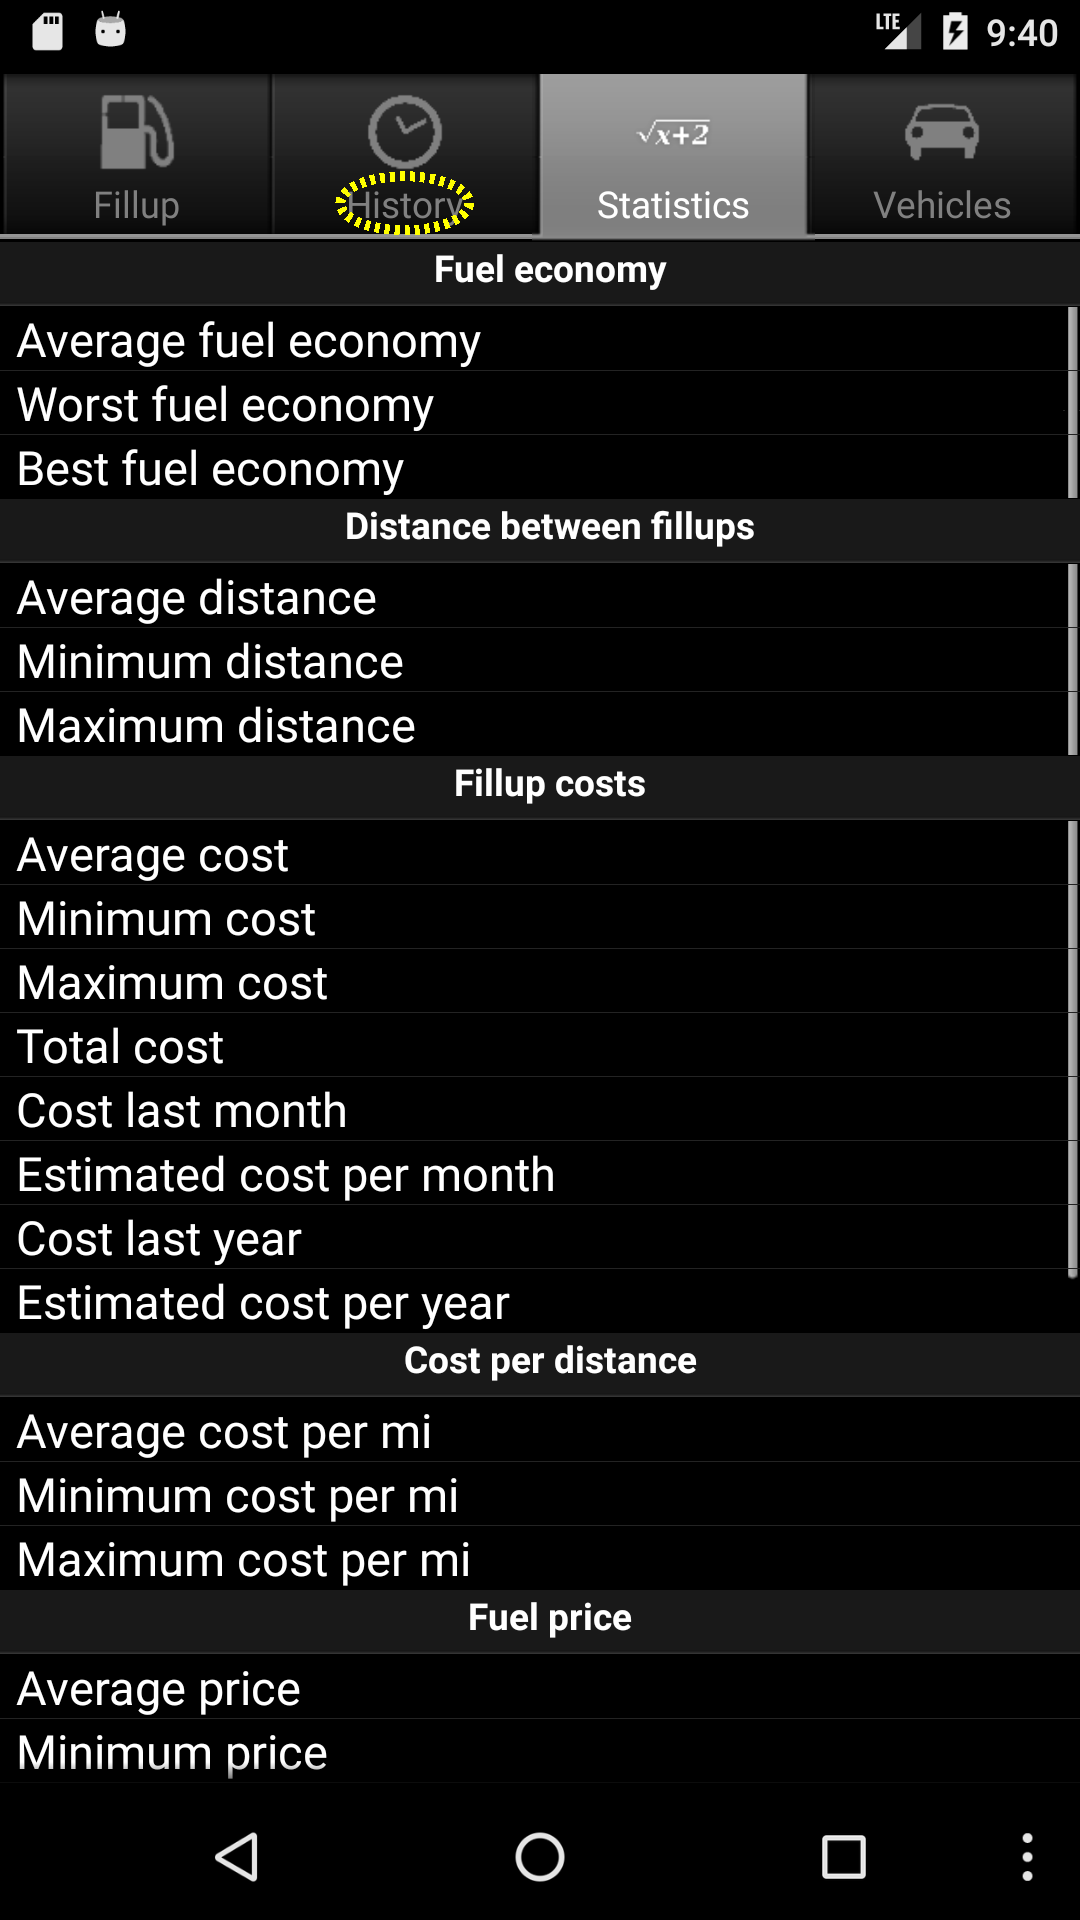 LTE 9:40
√x+2
Fillup History Statistics Vehicles
Fuel economy
Average fuel economy
Worst fuel economy
Best fuel economy
Distance between fillups
Average distance
Minimum distance
Maximum distance
Fillup costs
Average cost
Minimum cost
Maximum cost
Total cost
Cost last month
Estimated cost per month
Cost last year
Estimated cost per year
Cost per distance
Average cost per mi
Minimum cost per mi
Maximum cost per mi
Fuel price
Average price
Minimum price